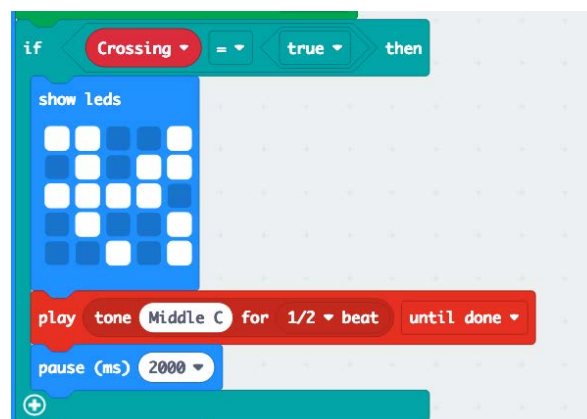 if Crossing = true then
show leds
play tone Middle C for 1/2 beat until done
pause (ms) 2000